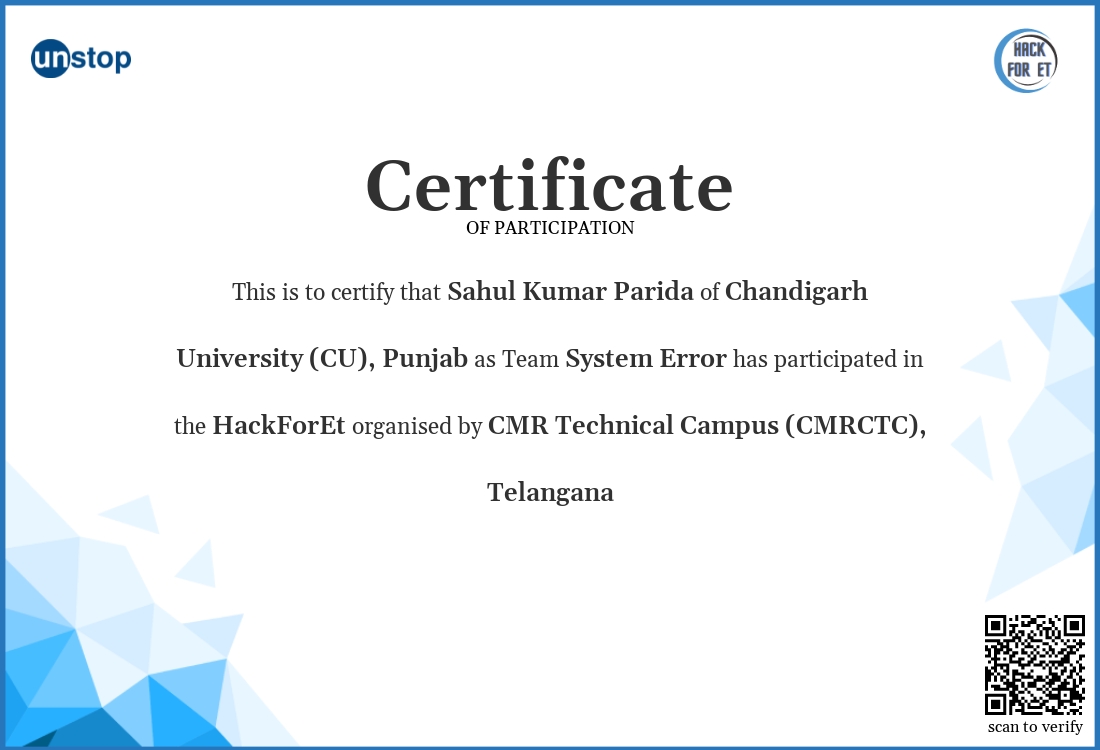 unstop
HACK
FOR ET
Certificate
OF PARTICIPATION
This is to certify that Sahul Kumar Parida of Chandigarh
University (CU), Punjab as Team System Error has participated in
the HackForEt organised by CMR Technical Campus (CMRCTC),
Telangana
scan to verify